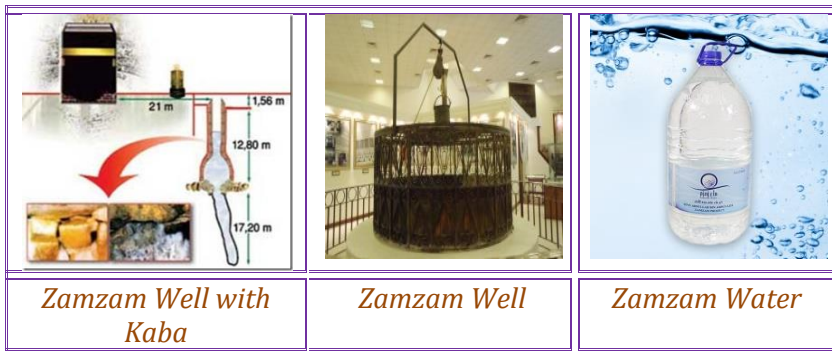 21 m
1,56 m
12,80 m
17,20 m
Zamzam Well with
Kaba
Zamzam Well
Zamzam Water